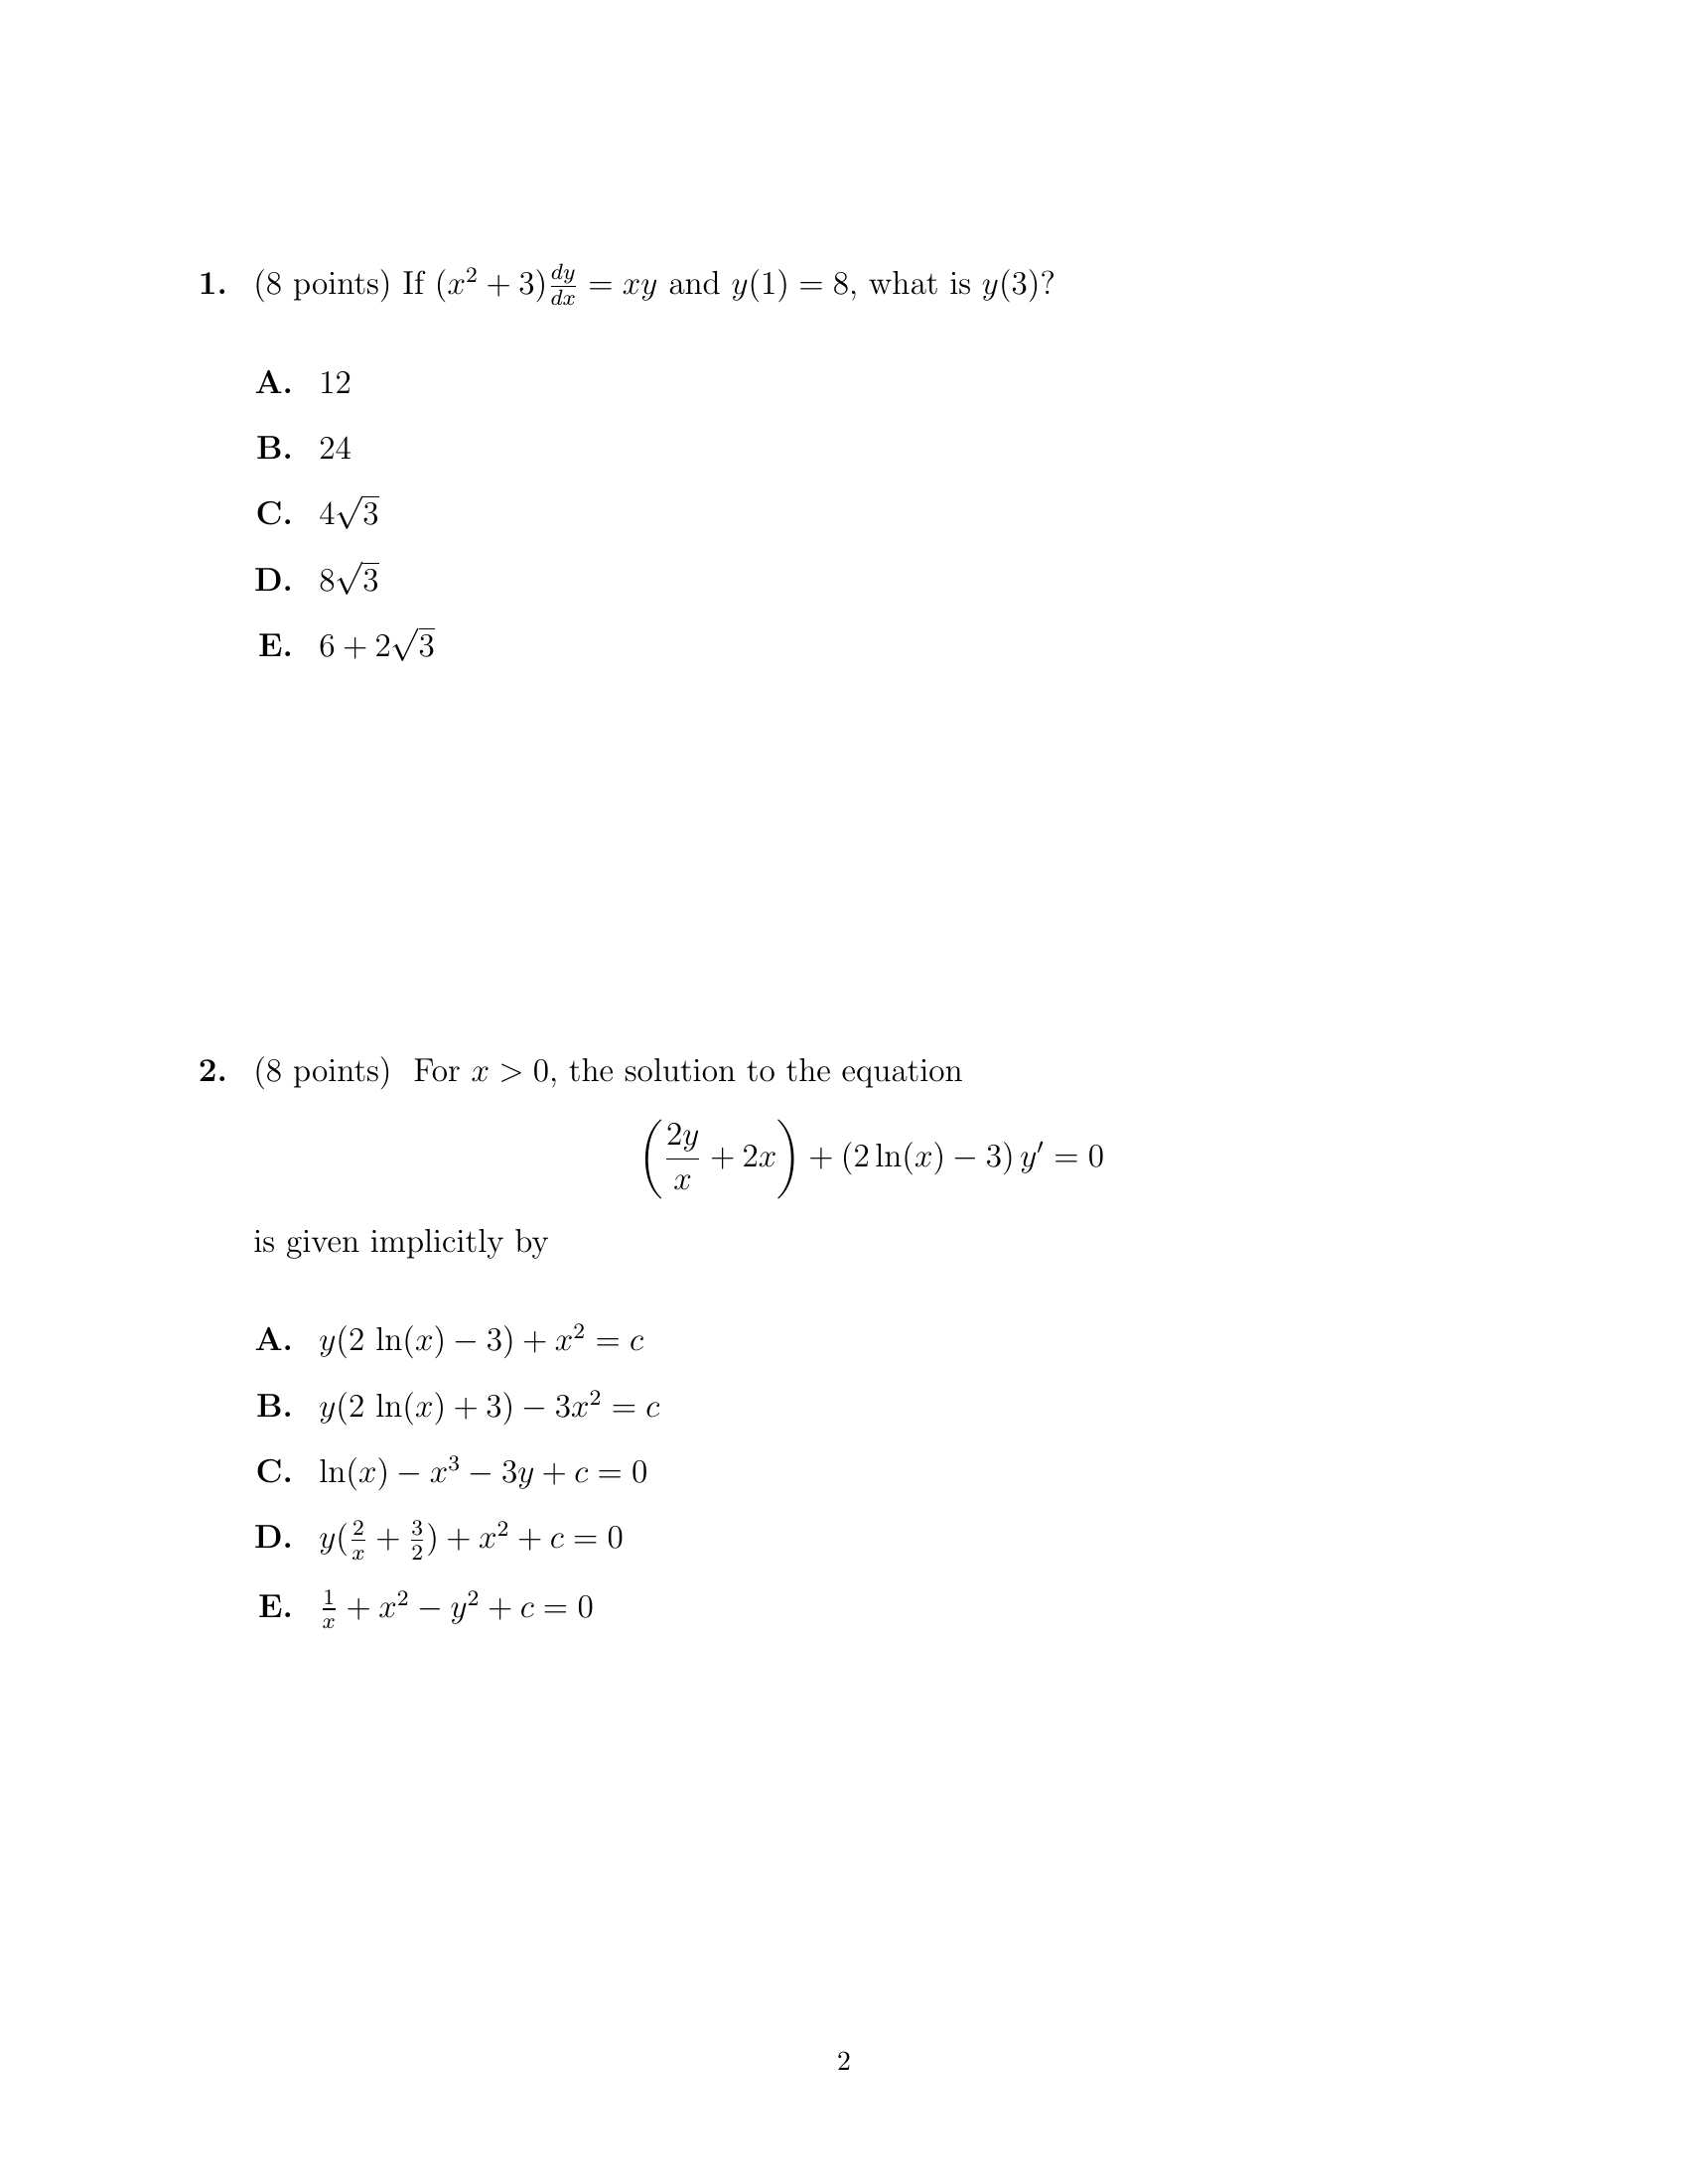 1. (8 points) If $(x^2 + 3)\frac{dy}{dx} = xy$ and $y(1) = 8$, what is $y(3)$?
A. 12
B. 24
C. $4\sqrt{3}$
D. $8\sqrt{3}$
E. $6 + 2\sqrt{3}$
2. (8 points) For $x > 0$, the solution to the equation
$\left(\frac{2y}{x} + 2x\right) + (2\ln(x) - 3)\, y' = 0$
is given implicitly by
A. $y(2\ \ln(x) - 3) + x^2 = c$
B. $y(2\ \ln(x) + 3) - 3x^2 = c$
C. $\ln(x) - x^3 - 3y + c = 0$
D. $y(\frac{2}{x} + \frac{3}{2}) + x^2 + c = 0$
E. $\frac{1}{x} + x^2 - y^2 + c = 0$
2